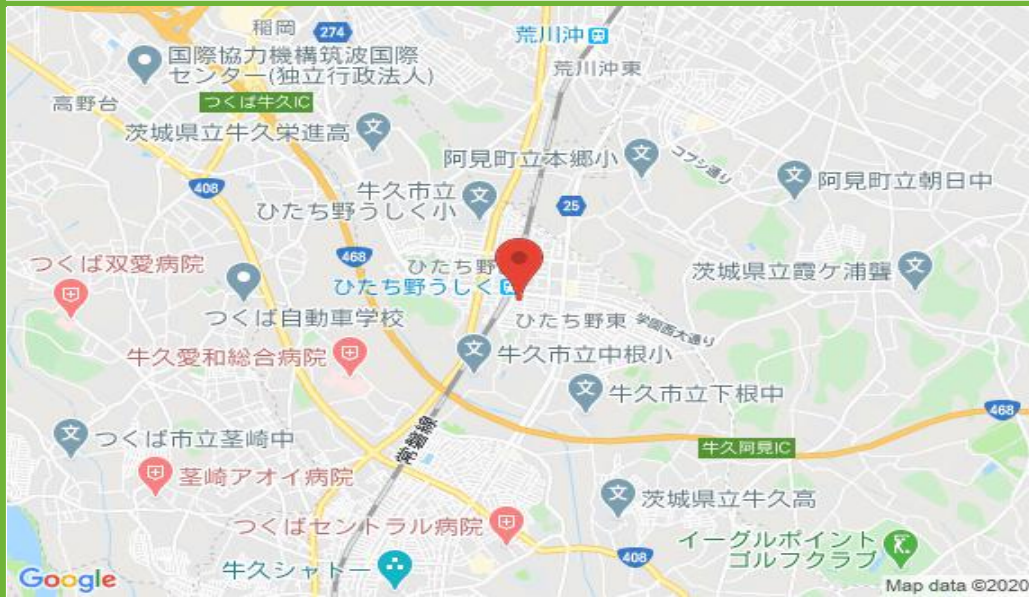 稲岡
274
荒川沖
国際協力機構筑波国際
センター(独立行政法人)
荒川沖東
高野台
つくば牛久IC
茨城県立牛久栄進高
阿見町立本郷小
コブシ通り
阿見町立朝日中
408
牛久市立
ひたち野うしく小
25
468
つくば双愛病院
ひたち野
茨城県立霞ケ浦聾
ひたち野うしく
つくば自動車学校
ひたち野東
学園西大通り
牛久愛和総合病院
牛久市立中根小
牛久市立下根中
468
つくば市立茎崎中
常磐線
牛久阿見IC
茎崎アオイ病院
茨城県立牛久高
つくばセントラル病院
イーグルポイント
ゴルフクラブ
408
牛久シャトー
Google
Map data ©2020